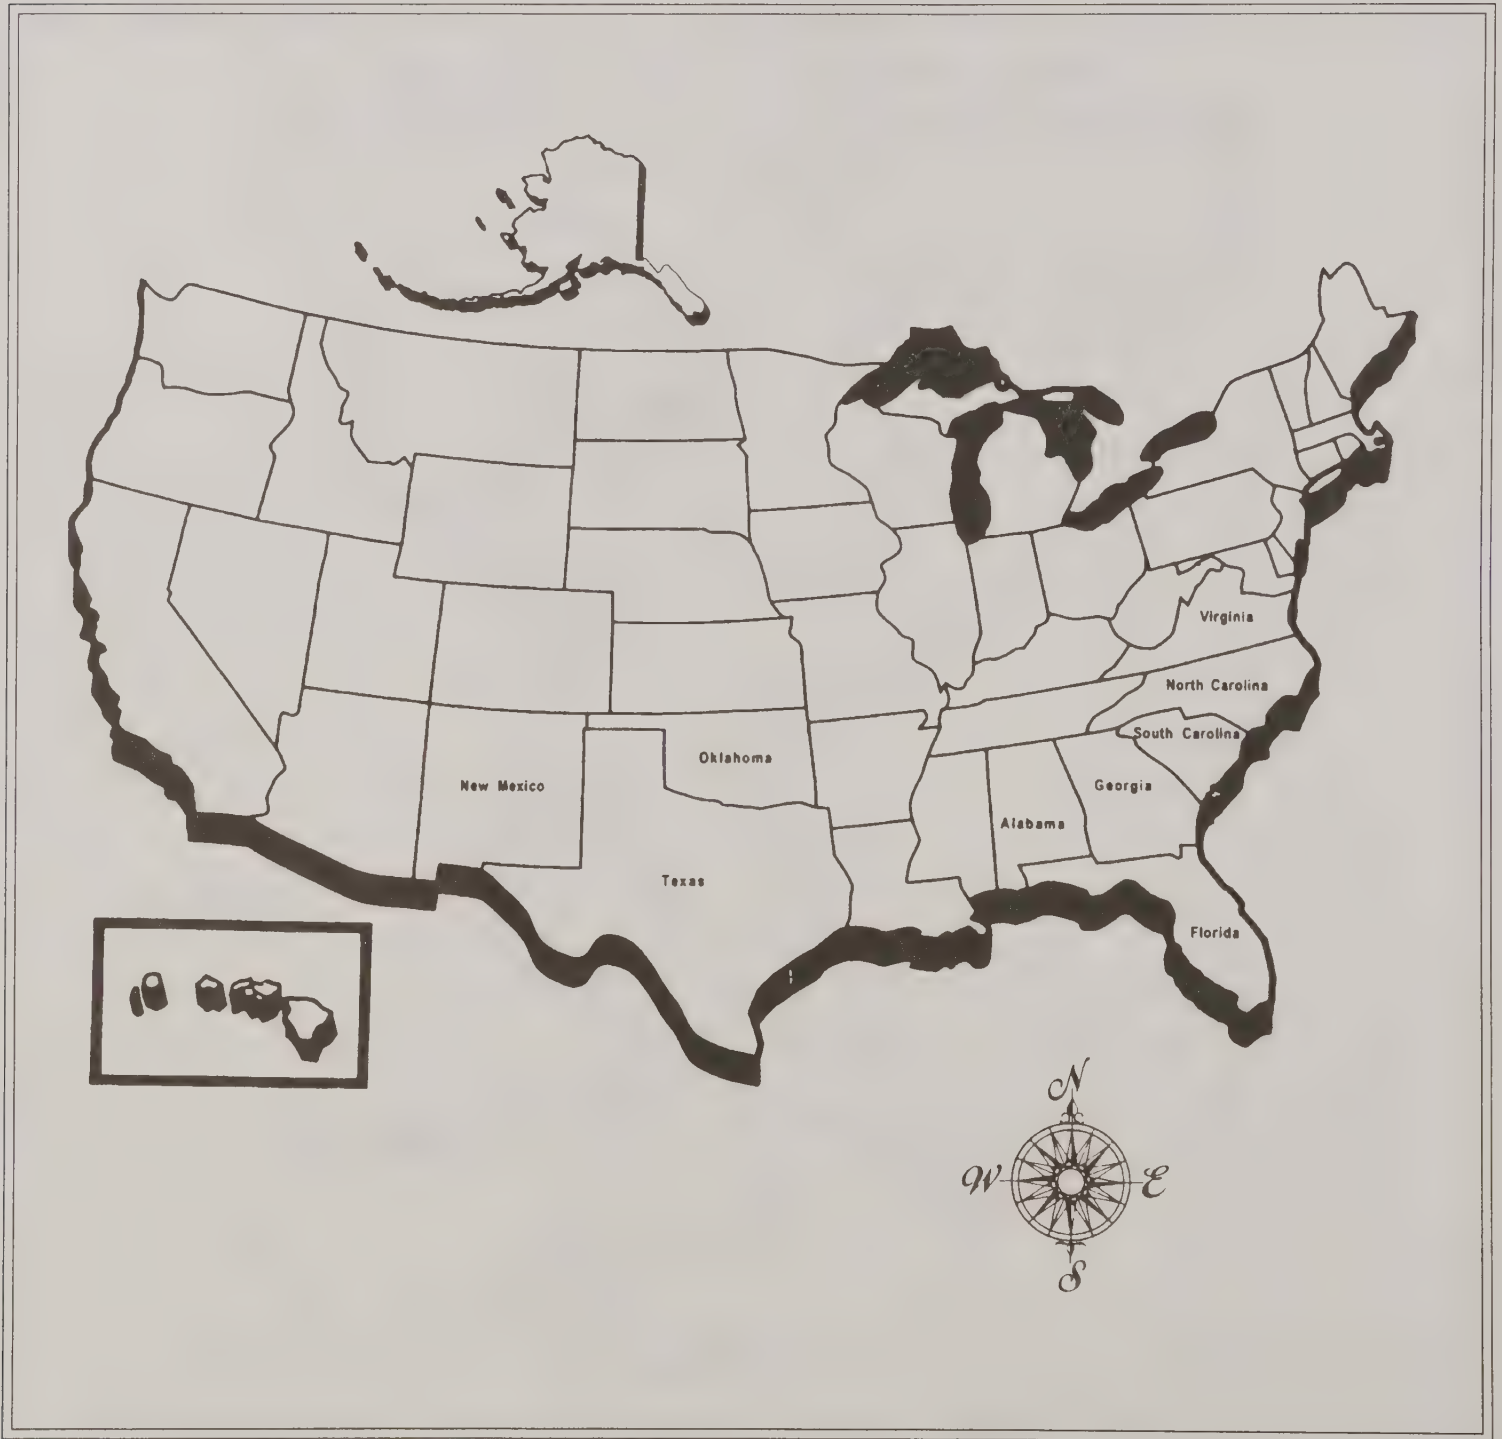 Virginia
North Carolina
South Carolina
Oklahoma
New Mexico
Georgia
Alabama
Texas
Florida
N
W
E
S